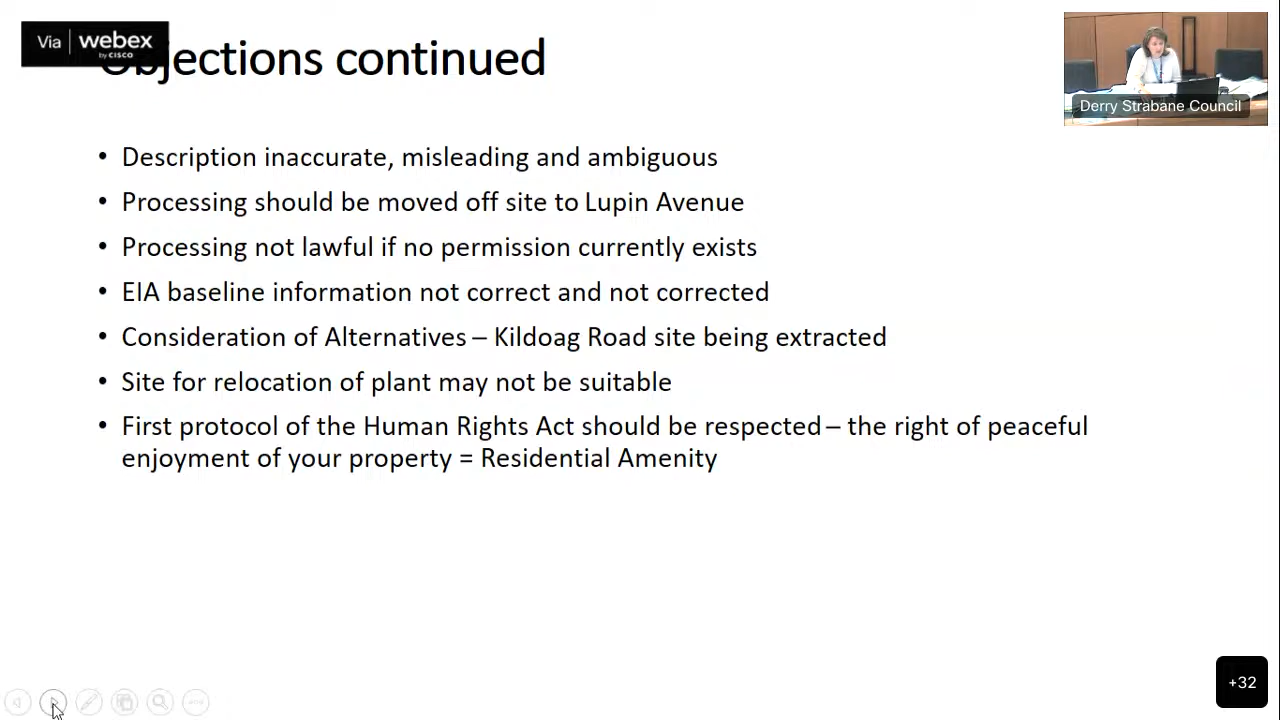 Via webex
by CISCO
Objections continued
Derry Strabane Council
• Description inaccurate, misleading and ambiguous
• Processing should be moved off site to Lupin Avenue
• Processing not lawful if no permission currently exists
• EIA baseline information not correct and not corrected
• Consideration of Alternatives – Kildoag Road site being extracted
• Site for relocation of plant may not be suitable
• First protocol of the Human Rights Act should be respected – the right of peaceful
enjoyment of your property = Residential Amenity
+32